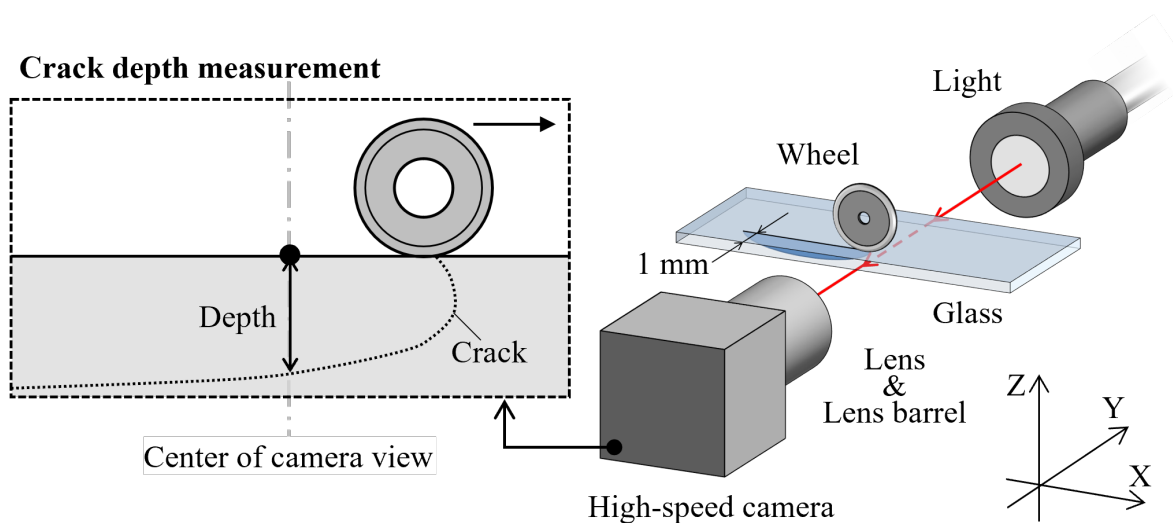 Crack depth measurement
Depth
Crack
Center of camera view
Light
Wheel
1 mm
Glass
Lens
&
Lens barrel
High-speed camera
Z
Y
X